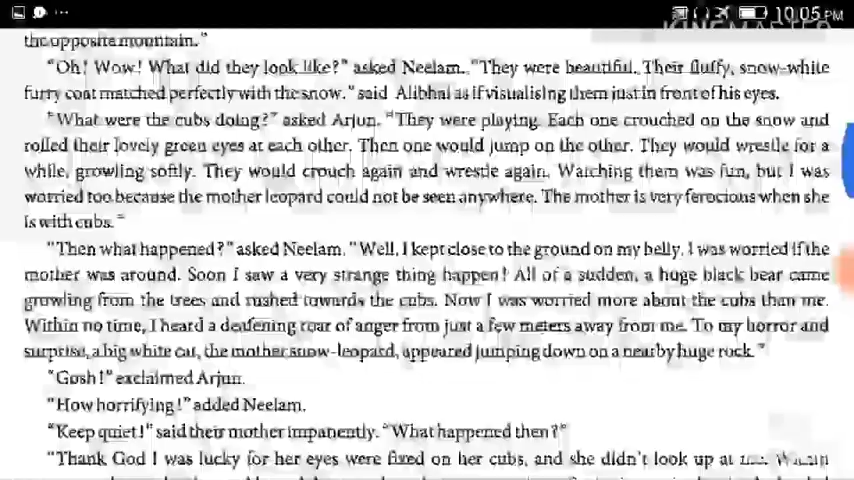 10:05 PM
KINEMASTER
the opposite mountain."
"Oh! Wow! What did they look like?" asked Neelam. "They were beautiful. Their fluffy, snow-white
furry coat matched perfectly with the snow." said Alibhai as if visualising them just in front of his eyes.
"What were the cubs doing?" asked Arjun. "They were playing. Each one crouched on the snow and
rolled their lovely green eyes at each other. Then one would jump on the other. They would wrestle for a
while, growling softly. They would crouch again and wrestle again. Watching them was fun, but I was
worried too because the mother leopard could not be seen anywhere. The mother is very ferocious when she
is with cubs."
"Then what happened?" asked Neelam. "Well, I kept close to the ground on my belly. I was worried if the
mother was around. Soon I saw a very strange thing happen! All of a sudden, a huge black bear came
growling from the trees and rushed towards the cubs. Now I was worried more about the cubs than me.
Within no time, I heard a deafening roar of anger from just a few meters away from me. To my horror and
surprise, a big white cat, the mother snow-leopard, appeared jumping down on a nearby huge rock."
"Gosh!" exclaimed Arjun.
"How horrifying!" added Neelam.
"Keep quiet!" said their mother impatiently. "What happened then?"
"Thank God I was lucky for her eyes were fixed on her cubs, and she didn't look up at me. Within